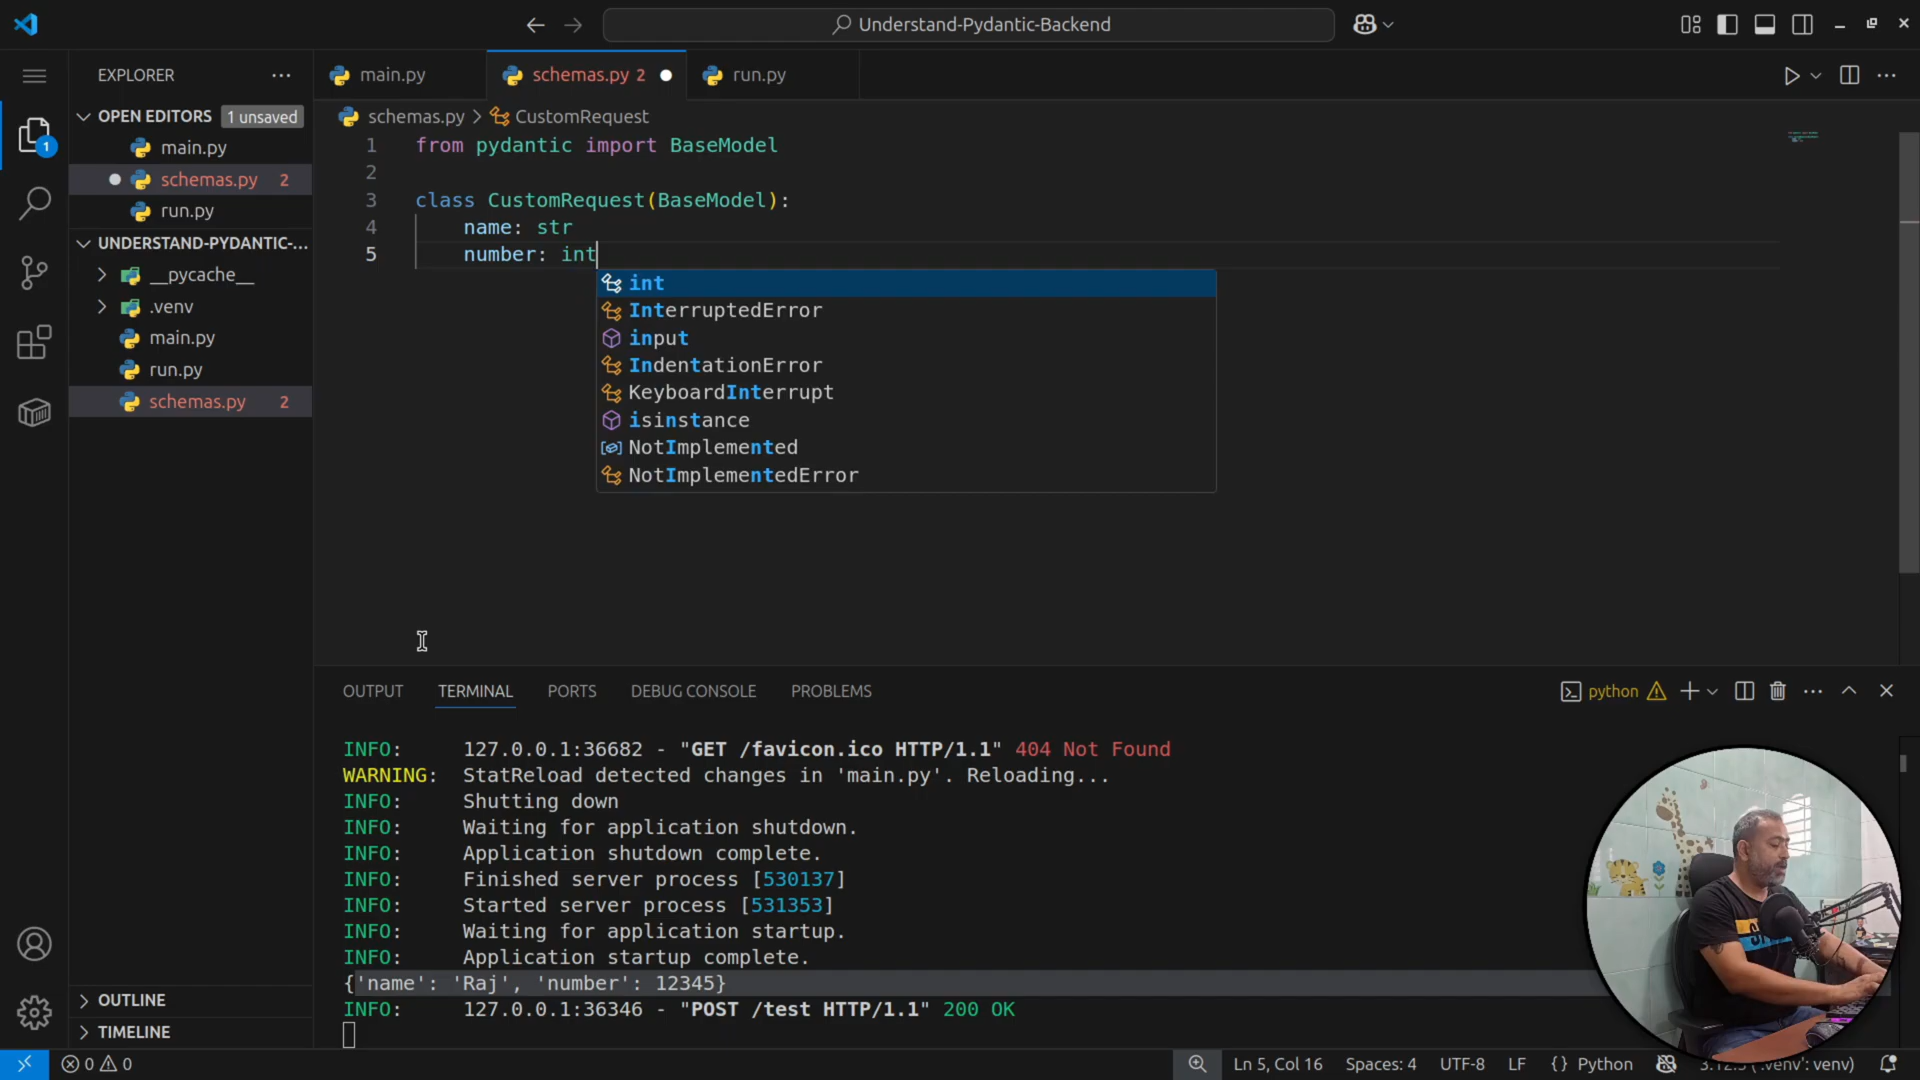 Understand-Pydantic-Backend
EXPLORER
main.py
schemas.py 2
run.py
OPEN EDITORS 1 unsaved
main.py
schemas.py 2
run.py
UNDERSTAND-PYDANTIC-...
__pycache__
.venv
main.py
run.py
schemas.py 2
OUTLINE
TIMELINE
schemas.py > CustomRequest
1 from pydantic import BaseModel
2
3 class CustomRequest(BaseModel):
4 name: str
5 number: int
int
InterruptedError
input
IndentationError
KeyboardInterrupt
isinstance
NotImplemented
NotImplementedError
OUTPUT TERMINAL PORTS DEBUG CONSOLE PROBLEMS
python
INFO: 127.0.0.1:36682 - "GET /favicon.ico HTTP/1.1" 404 Not Found
WARNING: StatReload detected changes in 'main.py'. Reloading...
INFO: Shutting down
INFO: Waiting for application shutdown.
INFO: Application shutdown complete.
INFO: Finished server process [530137]
INFO: Started server process [531353]
INFO: Waiting for application startup.
INFO: Application startup complete.
{'name': 'Raj', 'number': 12345}
INFO: 127.0.0.1:36346 - "POST /test HTTP/1.1" 200 OK
1
0 0
Ln 5, Col 16 Spaces: 4 UTF-8 LF {} Python venv': venv)